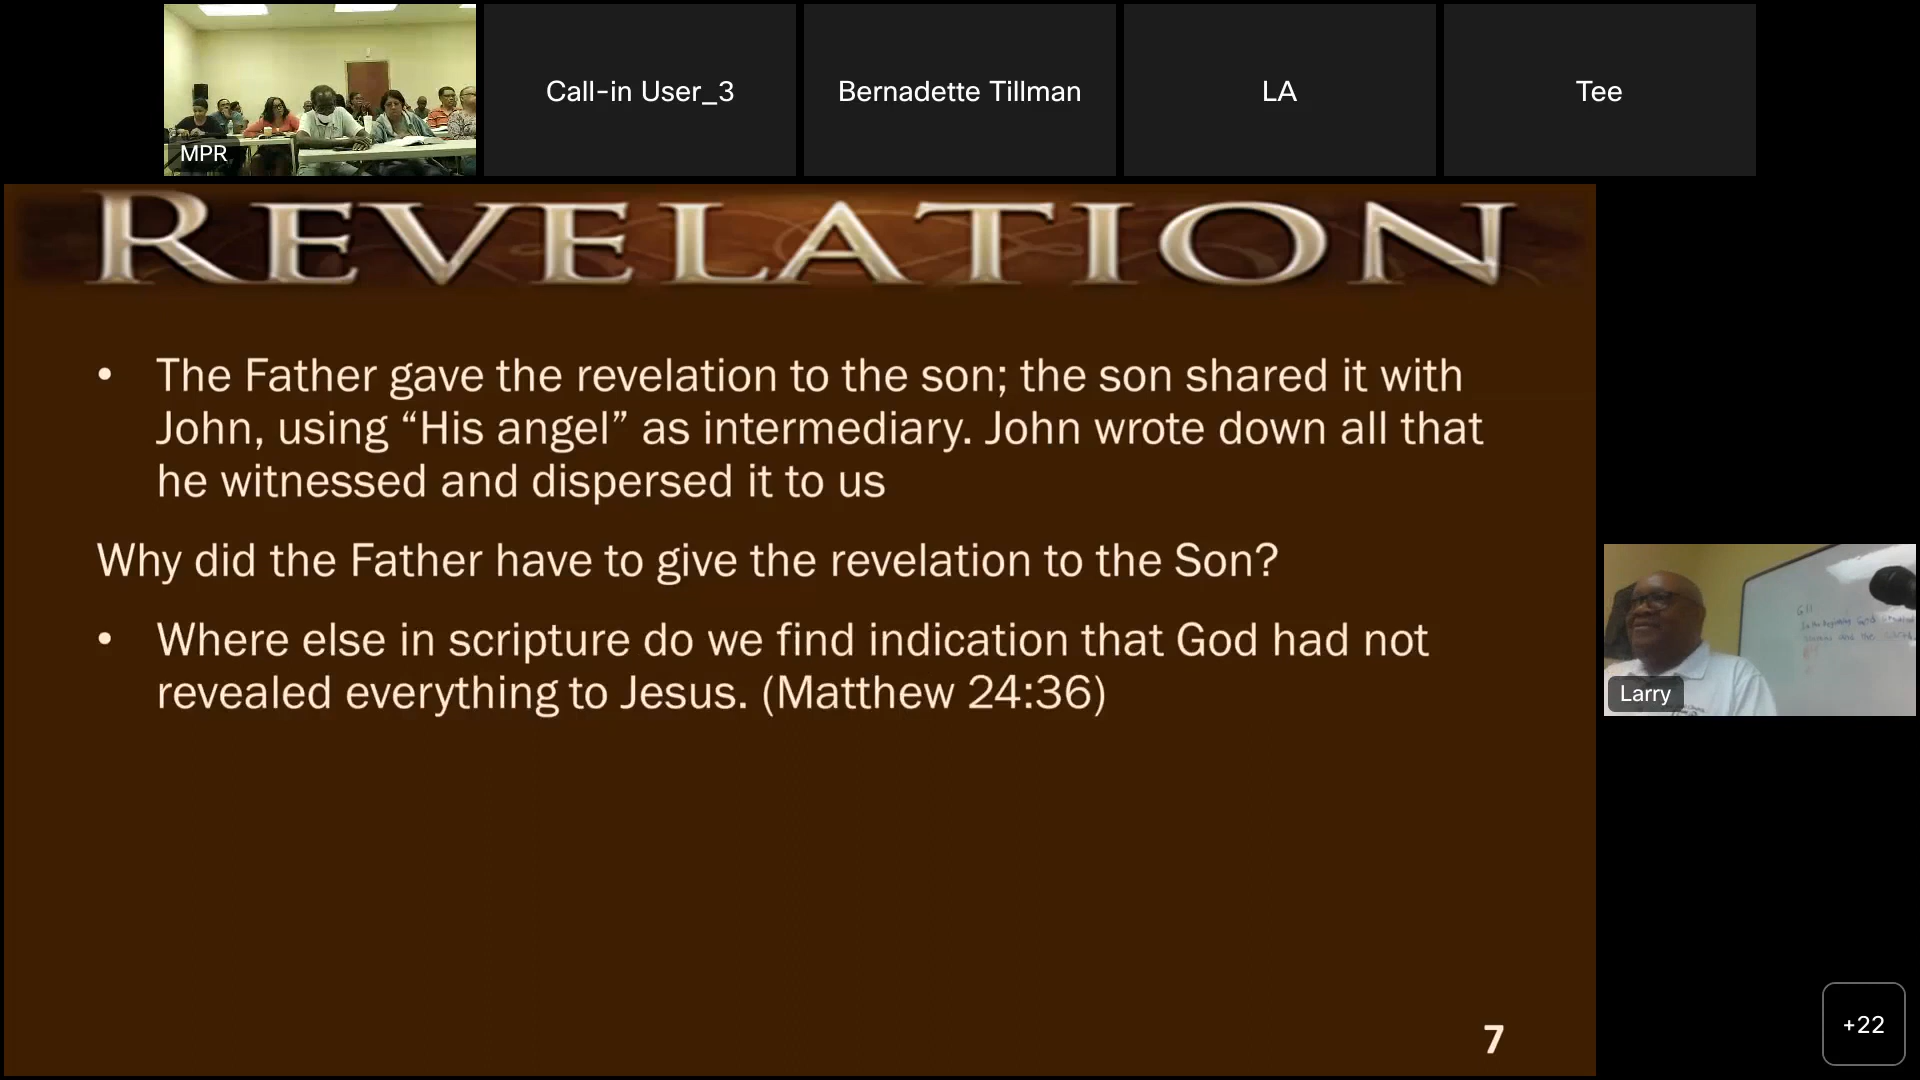 MPR
Call-in User_3
Bernadette Tillman
LA
Tee
REVELATION
• The Father gave the revelation to the son; the son shared it with
John, using “His angel” as intermediary. John wrote down all that
he witnessed and dispersed it to us
Why did the Father have to give the revelation to the Son?
• Where else in scripture do we find indication that God had not
revealed everything to Jesus. (Matthew 24:36)
7
Larry
+22